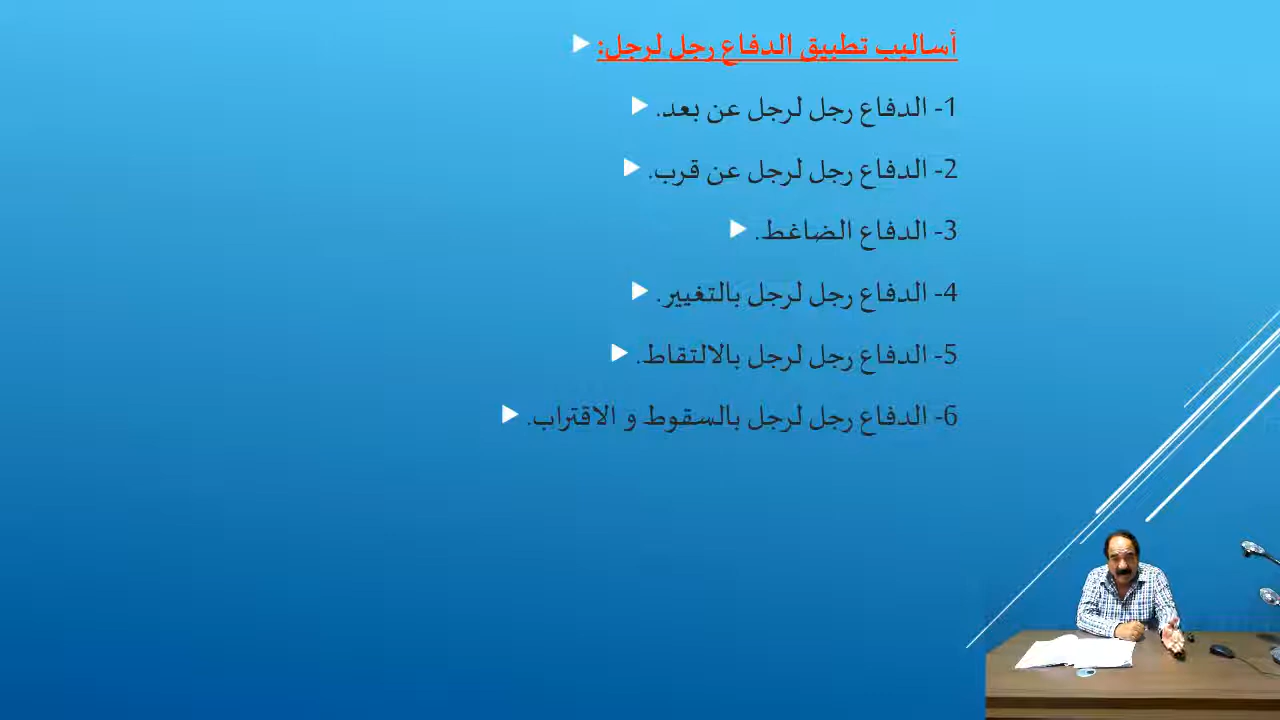 أساليب تطبيق الدفاع رجل لرجل:
1- الدفاع رجل لرجل عن بعد.
2- الدفاع رجل لرجل عن قرب.
3- الدفاع الضاغط.
4- الدفاع رجل لرجل بالتغيير.
5- الدفاع رجل لرجل بالالتقاط.
6- الدفاع رجل لرجل بالسقوط و الاقتراب.